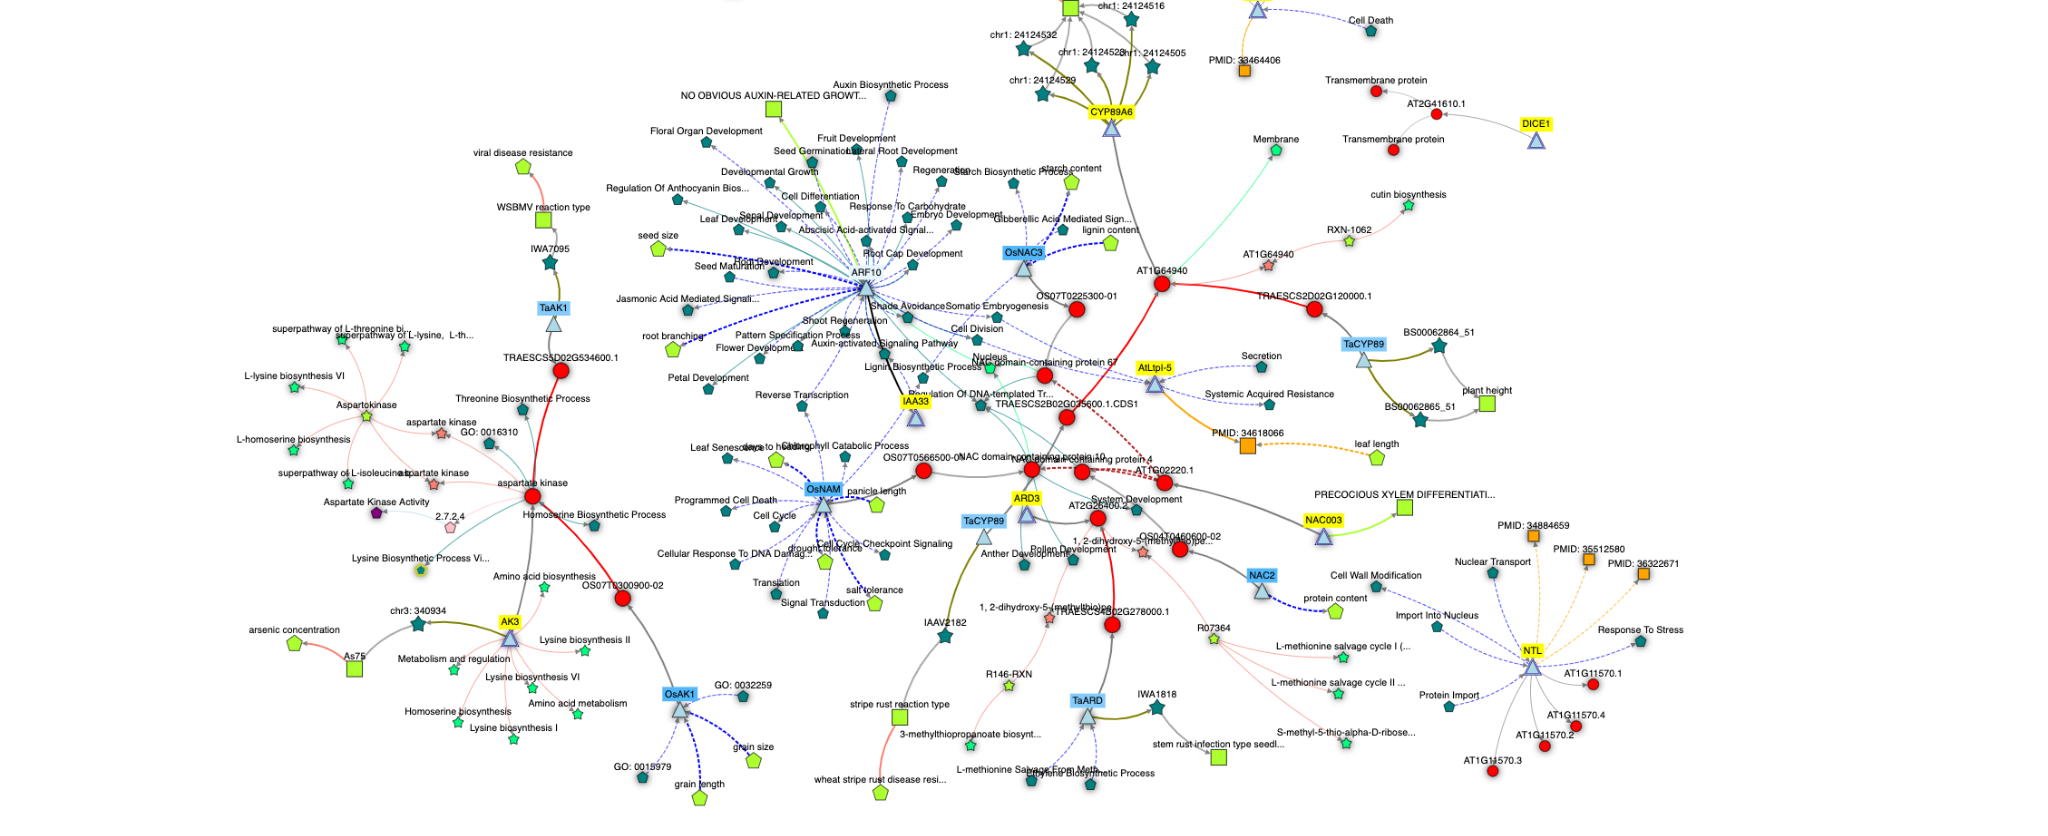 chr1: 24124516
Cell Death
chr1: 24124532
chr1: 24124523
chr1: 24124505
PMID: 33464406
chr1: 24124529
Transmembrane protein
Auxin Biosynthetic Process
NO OBVIOUS AUXIN-RELATED GROWT...
AT2G41610.1
CYP89A6
DICE1
Floral Organ Development
Fruit Development
Transmembrane protein
Membrane
viral disease resistance
Seed Germination
Lateral Root Development
Developmental Growth
Regeneration
Starch Biosynthetic Process
starch content
Regulation Of Anthocyanin Bios...
Cell Differentiation
cutin biosynthesis
WSBMV reaction type
Response To Carbohydrate
Leaf Development
Sepal Development
Embryo Development
Gibberellic Acid Mediated Sign...
Abscisic Acid-activated Signal...
lignin content
RXN-1062
seed size
IWA7095
Root Cap Development
OsNAC3
AT1G64940
Root Development
Seed Maturation
ARF10
AT1G64940
Jasmonic Acid Mediated Signali...
OS07T0225300-01
TRAESCS2D02G120000.1
TaAK1
Shade Avoidance
Somatic Embryogenesis
superpathway of L-threonine bi...
superpathway of L-lysine, L-th...
Shoot Regeneration
Cell Division
root branching
Pattern Specification Process
BS00062864_51
Flower Development
Auxin-activated Signaling Pathway
TaCYP89
TRAESCS5D02G534600.1
Nucleus
NAC domain-containing protein 67
Secretion
Lignin Biosynthetic Process
AtLtpI-5
L-lysine biosynthesis VI
Petal Development
Regulation Of DNA-templated Tr...
Systemic Acquired Resistance
plant height
Threonine Biosynthetic Process
Reverse Transcription
IAA33
TRAESCS2B02G035600.1.CDS1
Aspartokinase
BS00062865_51
aspartate kinase
PMID: 34618066
L-homoserine biosynthesis
GO: 0016310
Leaf Senescence
days to heading
Chlorophyll Catabolic Process
leaf length
OS07T0566500-01
NAC domain-containing protein 10
NAC domain-containing protein 4
superpathway of L-isoleucine
aspartate kinase
aspartate kinase
AT1G02220.1
OsNAM
panicle length
PRECOCIOUS XYLEM DIFFERENTIATI...
Aspartate Kinase Activity
Programmed Cell Death
ARD3
System Development
AT2G26400.2
2.7.2.4
Homoserine Biosynthetic Process
Cell Cycle
TaCYP89
NAC003
PMID: 34884659
OS04T0460600-02
1, 2-dihydroxy-5-(methylthio)pe...
Cell Cycle Checkpoint Signaling
Cellular Response To DNA Damag...
drought tolerance
Anther Development
Pollen Development
PMID: 35512580
Lysine Biosynthetic Process Vi...
Nuclear Transport
PMID: 36322671
Amino acid biosynthesis
OS07T0300900-02
Translation
salt tolerance
NAC2
Cell Wall Modification
Signal Transduction
protein content
1, 2-dihydroxy-5-(methylthio)pe...
TRAESCS4B02G278000.1
chr3: 340934
AK3
IAAV2182
Import Into Nucleus
arsenic concentration
Lysine biosynthesis II
R07364
Response To Stress
As75
Metabolism and regulation
L-methionine salvage cycle I (...
NTL
Lysine biosynthesis VI
R146-RXN
AT1G11570.1
GO: 0032259
L-methionine salvage cycle II ...
OsAK1
Amino acid metabolism
TaARD
IWA1818
Protein Import
Homoserine biosynthesis
stripe rust reaction type
AT1G11570.4
Lysine biosynthesis I
3-methylthiopropanoate biosynt...
S-methyl-5-thio-alpha-D-ribose...
AT1G11570.2
grain size
stem rust infection type seedl...
AT1G11570.3
GO: 0015979
L-methionine Salvage From Meth...
Ethylene Biosynthetic Process
grain length
wheat stripe rust disease resi...